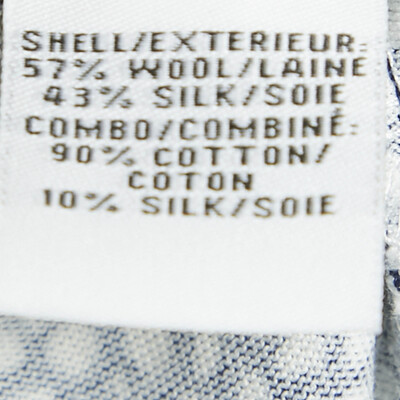 SHELL/EXTERIEUR:
57% WOOL/LAINE
43% SILK/SOIE
COMBO/COMBINÉ:
90% COTTON/
COTON
10% SILK/SOIE